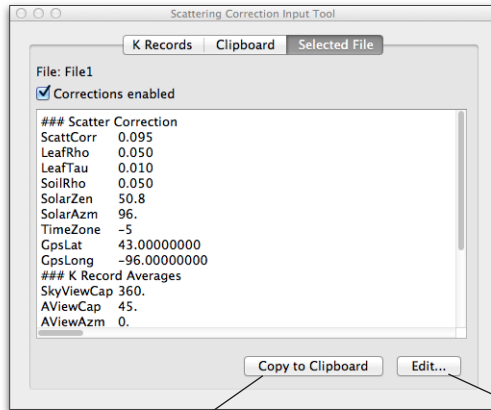 Scattering Correction Input Tool
K Records Clipboard Selected File
File: File1
Corrections enabled
### Scatter Correction
ScattCorr 0.095
LeafRho 0.050
LeafTau 0.010
SoilRho 0.050
SolarZen 50.8
SolarAzm 96.
TimeZone -5
GpsLat 43.00000000
GpsLong -96.00000000
### K Record Averages
SkyViewCap 360.
AViewCap 45.
AViewAzm 0.
Copy to Clipboard Edit...